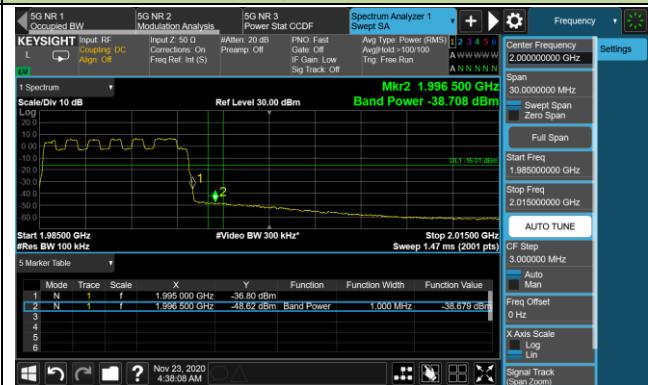 5G NR 1
Occupied BW
5G NR 2
Modulation Analysis
5G NR 3
Power Stat CCDF
Spectrum Analyzer 1
Swept SA
Frequency
KEYSIGHT
L
Input: RF
Coupling: DC
Align: Off
Input Z: 50 Ω
Corrections: On
Freq Ref: Int (S)
#Atten: 20 dB
Preamp: Off
PNO: Fast
Gate: Off
IF Gain: Low
Sig Track: Off
Avg Type: Power (RMS)
Avg|Hold:>100/100
Trig: Free Run
1 2 3 4 5 6
A W W W W W
A N N N N N
1 Spectrum
Scale/Div 10 dB
Log
Ref Level 30.00 dBm
Mkr2 1.996 500 GHz
Band Power -38.708 dBm
20.0
10.0
0.00
-10.0
-20.0
-30.0
-40.0
-50.0
-60.0
DL1 -16.01 dBm
1
2
Start 1.98500 GHz
#Res BW 100 kHz
#Video BW 300 kHz*
Stop 2.01500 GHz
Sweep 1.47 ms (2001 pts)
5 Marker Table
Mode Trace Scale X Y Function Function Width Function Value
1 N 1 f 1.995 000 GHz -36.80 dBm
2 N 1 f 1.996 500 GHz -48.62 dBm Band Power 1.000 MHz -38.679 dBm
3
4
5
6
Nov 23, 2020
4:38:08 AM
Center Frequency
2.000000000 GHz
Settings
Span
30.0000000 MHz
Swept Span
Zero Span
Full Span
Start Freq
1.985000000 GHz
Stop Freq
2.015000000 GHz
AUTO TUNE
CF Step
3.000000 MHz
Auto
Man
Freq Offset
0 Hz
X Axis Scale
Log
Lin
Signal Track
(Span Zoom)